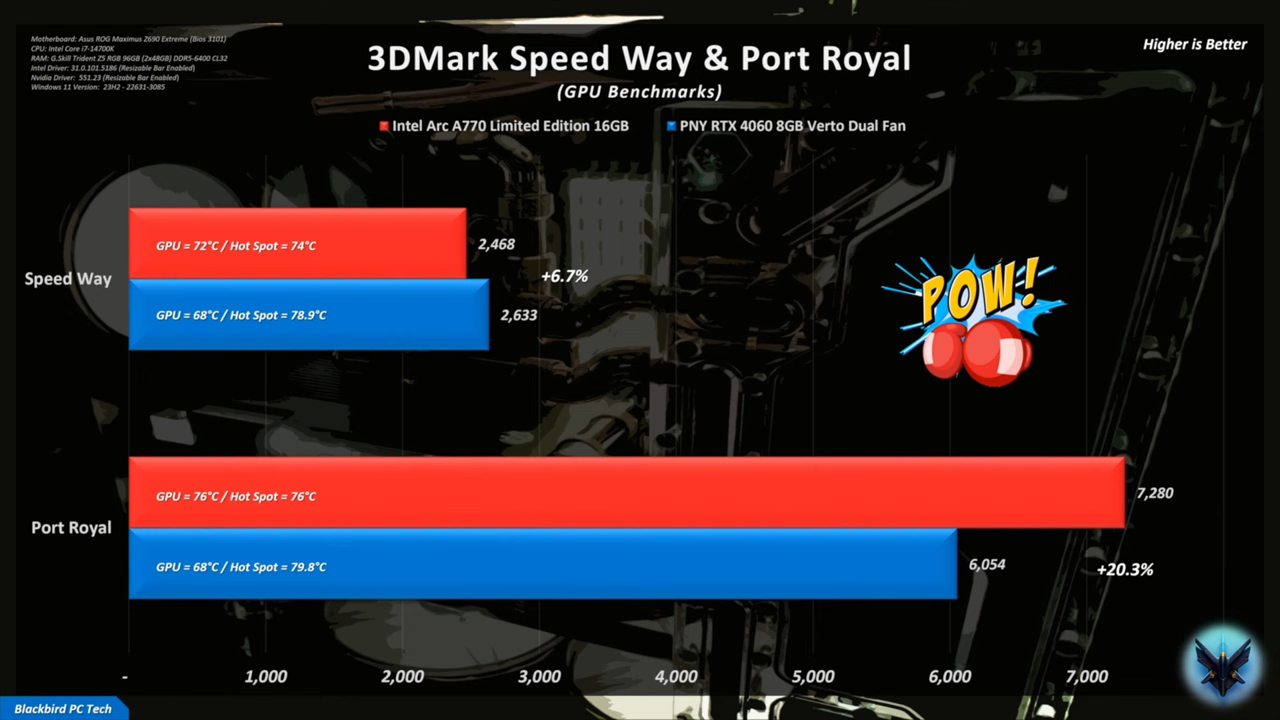 Motherboard: Asus ROG Maximus Z690 Extreme (Bios 3101)
CPU: Intel Core i7-14700K
RAM: G.Skill Trident Z5 RGB 96GB (2x48GB) DDR5-6400 CL32
Intel Driver: 31.0.101.5186 (Resizable Bar Enabled)
Nvidia Driver: 551.23 (Resizable Bar Enabled)
Windows 11 Version: 23H2 - 22631-3085
3DMark Speed Way & Port Royal
(GPU Benchmarks)
Higher is Better
Intel Arc A770 Limited Edition 16GB
PNY RTX 4060 8GB Verto Dual Fan
Speed Way
GPU = 72°C / Hot Spot = 74°C
2,468
+6.7%
GPU = 68°C / Hot Spot = 78.9°C
2,633
POW!
Port Royal
GPU = 76°C / Hot Spot = 76°C
7,280
GPU = 68°C / Hot Spot = 79.8°C
6,054
+20.3%
-
1,000
2,000
3,000
4,000
5,000
6,000
7,000
Blackbird PC Tech